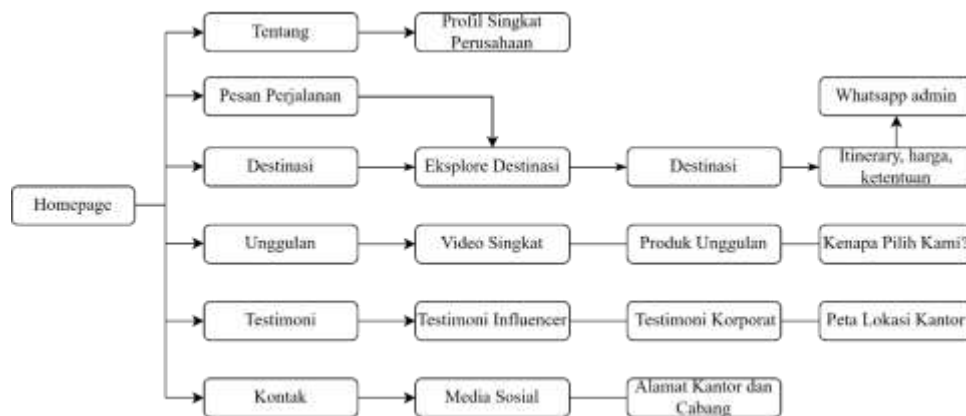 Tentang
Profil Singkat
Perusahaan
Pesan Perjalanan
Whatsapp admin
Destinasi
Eksplore Destinasi
Destinasi
Itinerary, harga,
ketentuan
Homepage
Unggulan
Video Singkat
Produk Unggulan
Kenapa Pilih Kami?
Testimoni
Testimoni Influencer
Testimoni Korporat
Peta Lokasi Kantor
Kontak
Media Sosial
Alamat Kantor dan
Cabang